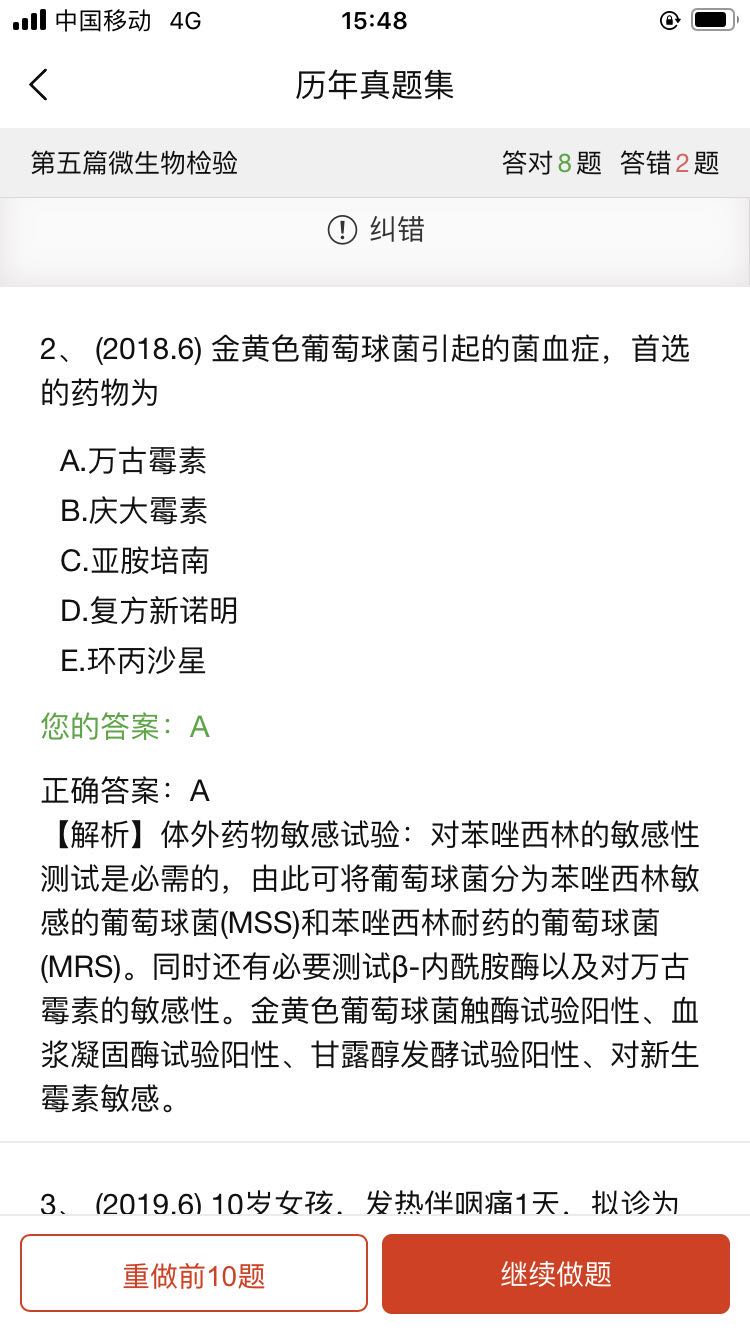 中国移动 4G 15:48
历年真题集
第五篇微生物检验 答对8题 答错2题
纠错
2、 (2018.6) 金黄色葡萄球菌引起的菌血症，首选
的药物为
A.万古霉素
B.庆大霉素
C.亚胺培南
D.复方新诺明
E.环丙沙星
您的答案：A
正确答案：A
【解析】体外药物敏感试验：对苯唑西林的敏感性
测试是必需的，由此可将葡萄球菌分为苯唑西林敏
感的葡萄球菌(MSS)和苯唑西林耐药的葡萄球菌
(MRS)。同时还有必要测试β-内酰胺酶以及对万古
霉素的敏感性。金黄色葡萄球菌触酶试验阳性、血
浆凝固酶试验阳性、甘露醇发酵试验阳性、对新生
霉素敏感。
3、 (2019.6) 10岁女孩，发热伴咽痛1天，拟诊为
重做前10题 继续做题